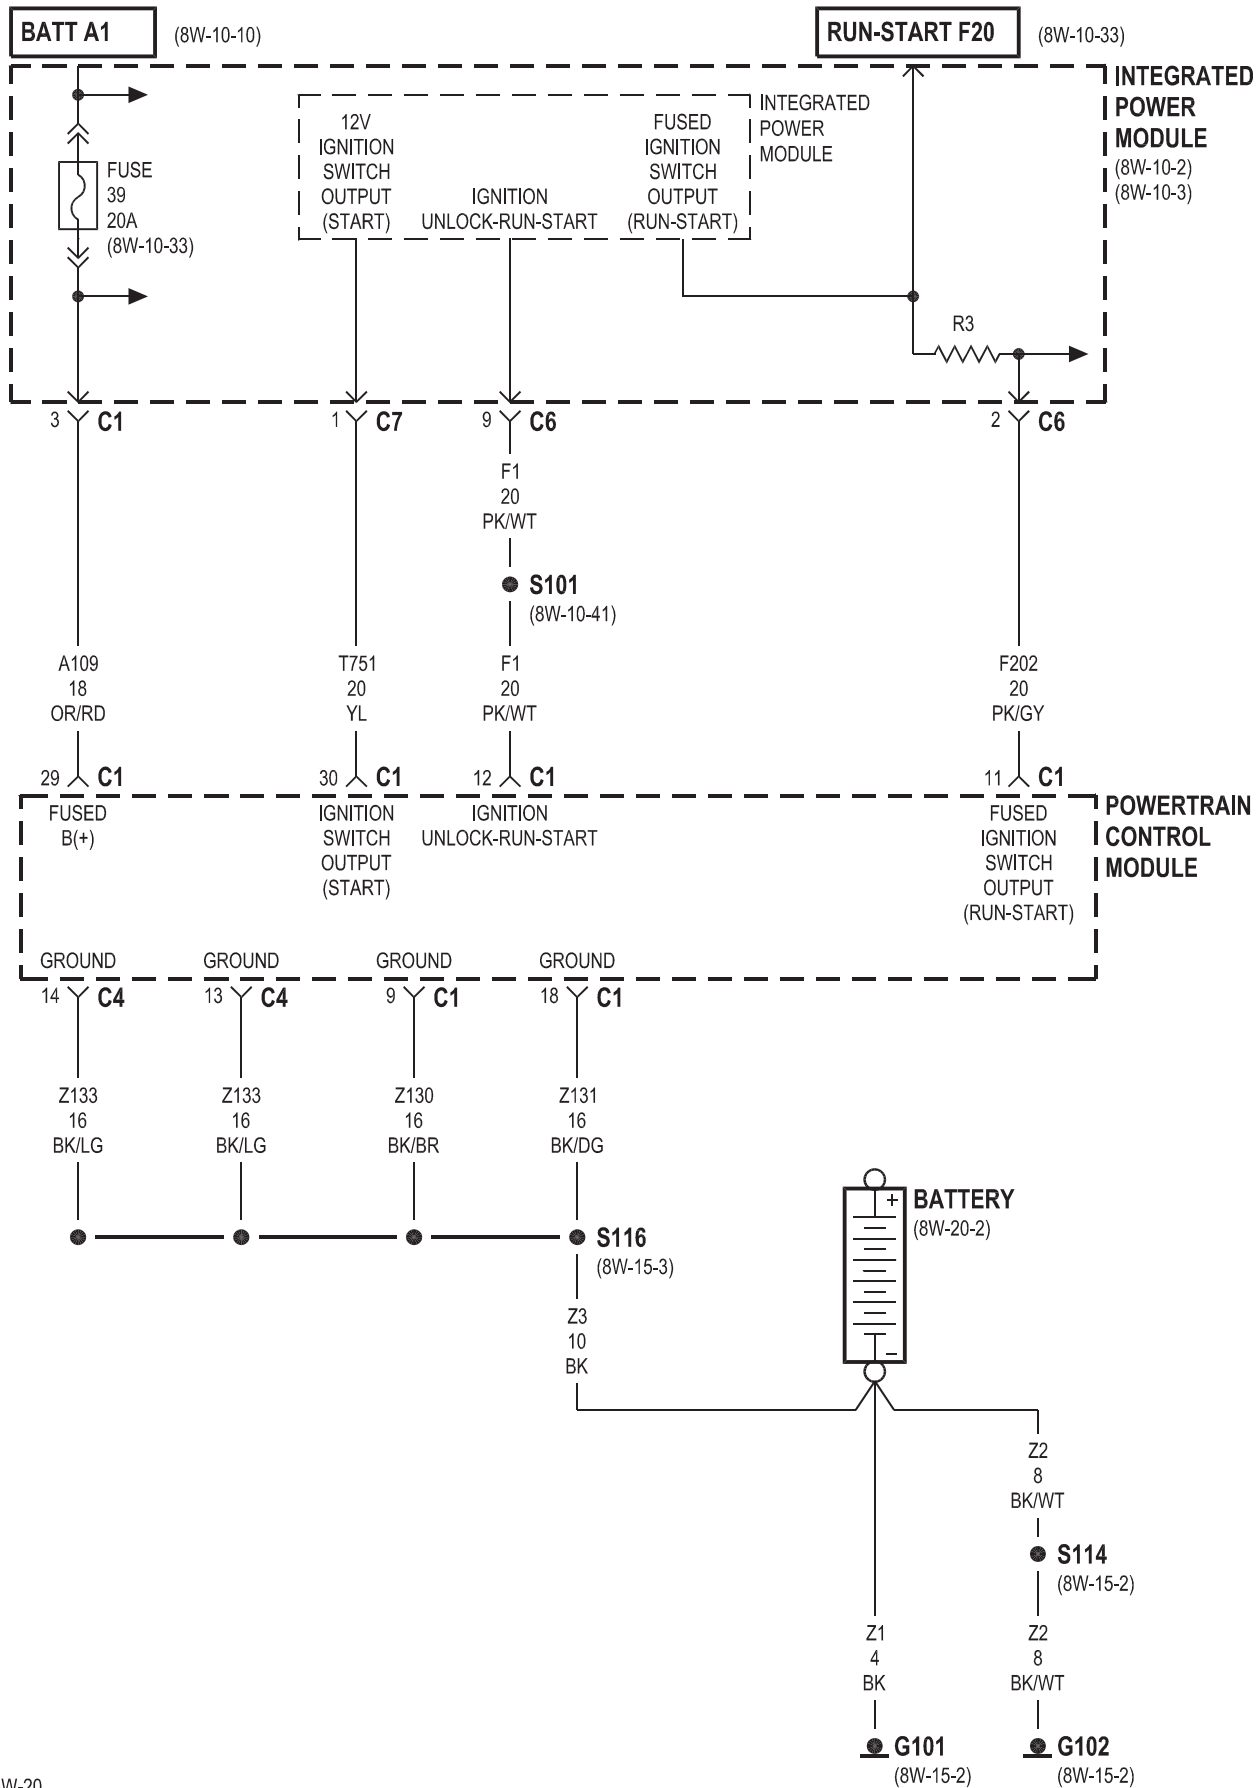 BATT A1
(8W-10-10)
RUN-START F20
(8W-10-33)
INTEGRATED
POWER
MODULE
(8W-10-2)
(8W-10-3)
FUSE
39
20A
(8W-10-33)
12V
IGNITION
SWITCH
OUTPUT
(START)
IGNITION
UNLOCK-RUN-START
FUSED
IGNITION
SWITCH
OUTPUT
(RUN-START)
INTEGRATED
POWER
MODULE
R3
3 C1
1 C7
9 C6
2 C6
F1
20
PK/WT
S101
(8W-10-41)
A109
18
OR/RD
T751
20
YL
F1
20
PK/WT
F202
20
PK/GY
29 C1
30 C1
12 C1
11 C1
FUSED
B(+)
IGNITION
SWITCH
OUTPUT
(START)
IGNITION
UNLOCK-RUN-START
FUSED
IGNITION
SWITCH
OUTPUT
(RUN-START)
POWERTRAIN
CONTROL
MODULE
GROUND
GROUND
GROUND
GROUND
14 C4
13 C4
9 C1
18 C1
Z133
16
BK/LG
Z133
16
BK/LG
Z130
16
BK/BR
Z131
16
BK/DG
S116
(8W-15-3)
+
BATTERY
(8W-20-2)
–
Z3
10
BK
Z2
8
BK/WT
S114
(8W-15-2)
Z1
4
BK
Z2
8
BK/WT
G101
(8W-15-2)
G102
(8W-15-2)
W-20